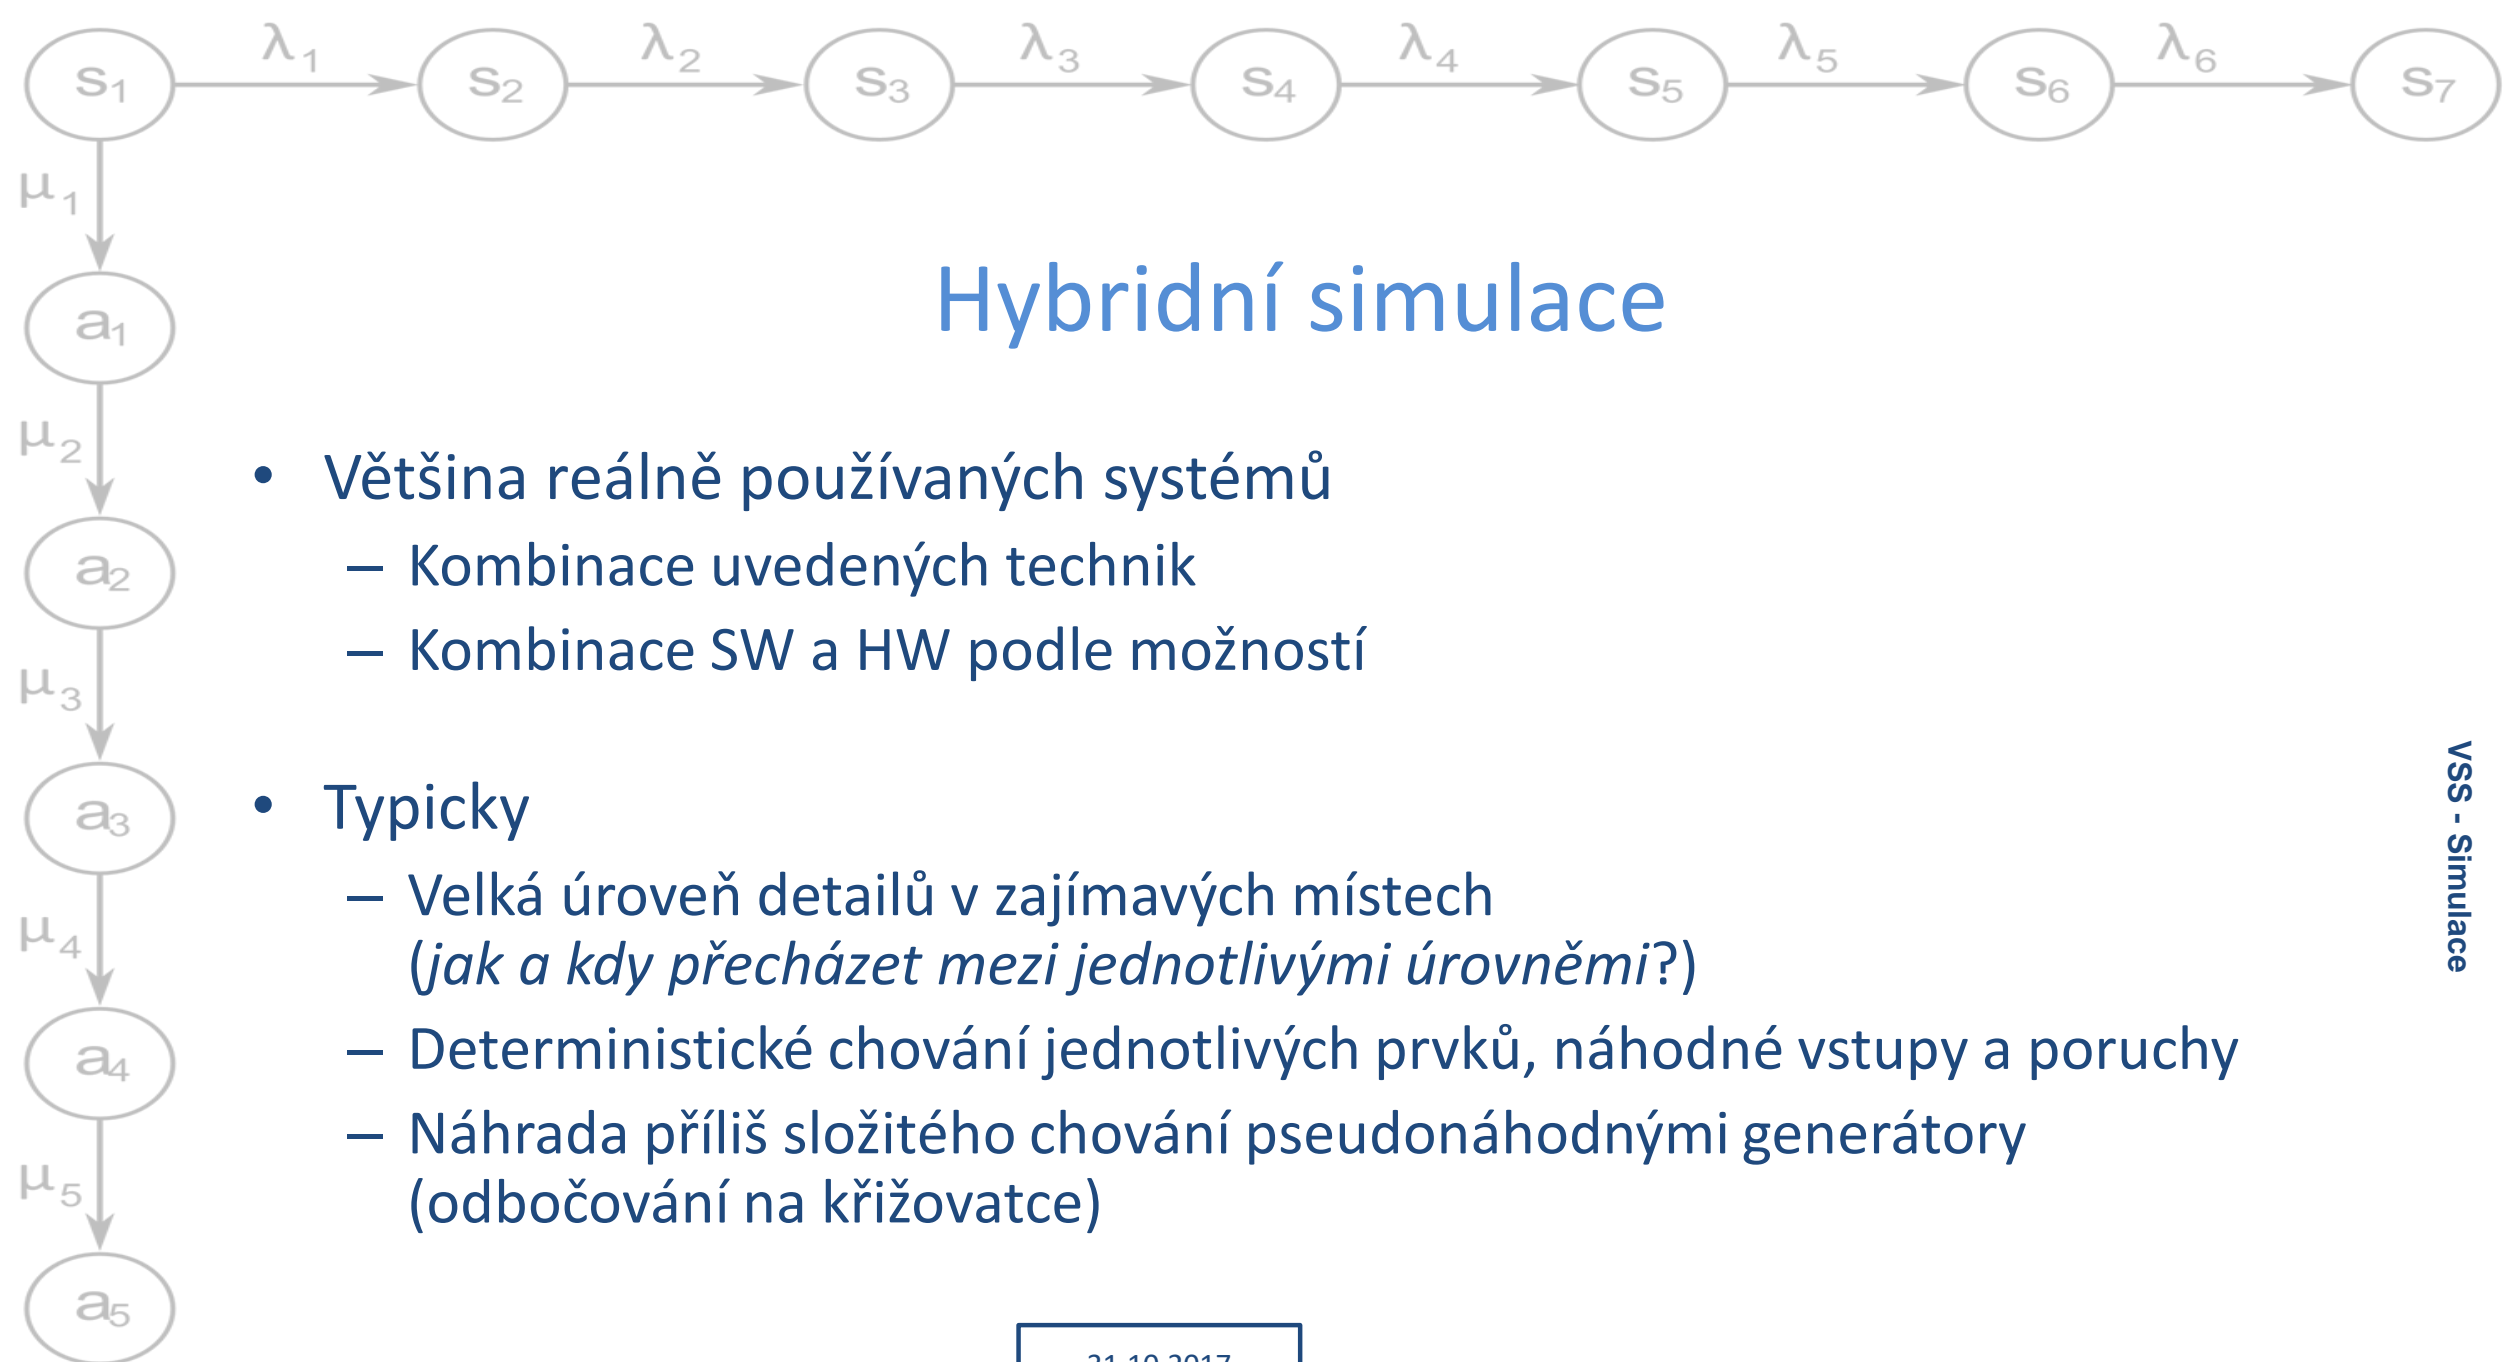 s1 λ1 s2 λ2 s3 λ3 s4 λ4 s5 λ5 s6 λ6 s7
μ1
a1
μ2
a2
μ3
a3
μ4
a4
μ5
a5
Hybridní simulace
• Většina reálně používaných systémů
– Kombinace uvedených technik
– Kombinace SW a HW podle možností
• Typicky
– Velká úroveň detailů v zajímavých místech
(jak a kdy přecházet mezi jednotlivými úrovněmi?)
– Deterministické chování jednotlivých prvků, náhodné vstupy a poruchy
– Náhrada příliš složitého chování pseudonáhodnými generátory
(odbočování na křižovatce)
VSS - Simulace